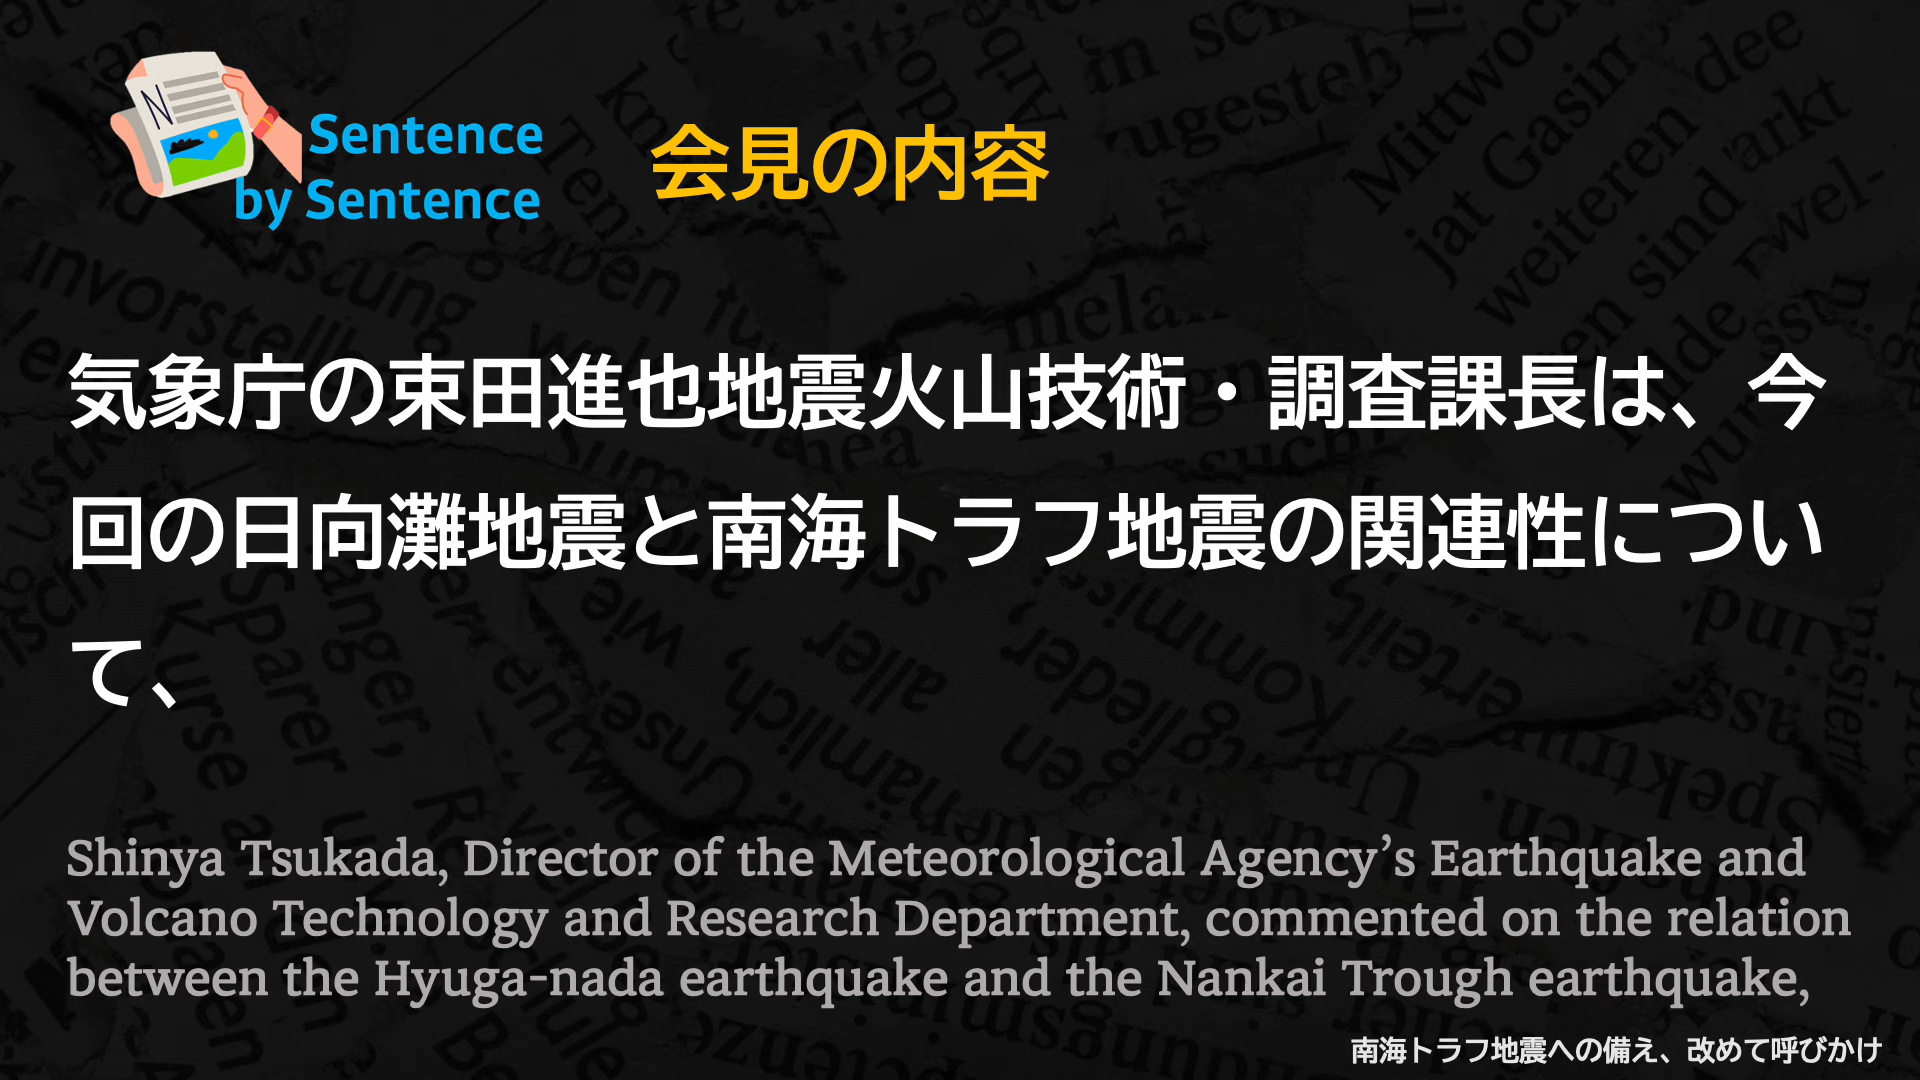 Sentence
by Sentence
会見の内容
気象庁の束田進也地震火山技術・調査課長は、今
回の日向灘地震と南海トラフ地震の関連性につい
て、
Shinya Tsukada, Director of the Meteorological Agency’s Earthquake and
Volcano Technology and Research Department, commented on the relation
between the Hyuga-nada earthquake and the Nankai Trough earthquake,
南海トラフ地震への備え、改めて呼びかけ